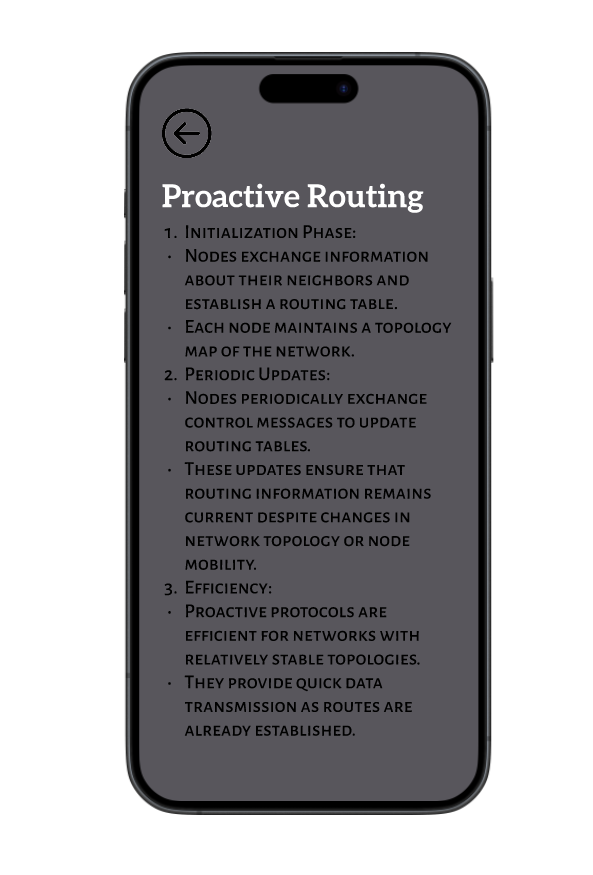 Proactive Routing
1. Initialization Phase:
· Nodes exchange information
about their neighbors and
establish a routing table.
· Each node maintains a topology
map of the network.
2. Periodic Updates:
· Nodes periodically exchange
control messages to update
routing tables.
· These updates ensure that
routing information remains
current despite changes in
network topology or node
mobility.
3. Efficiency:
· Proactive protocols are
efficient for networks with
relatively stable topologies.
· They provide quick data
transmission as routes are
already established.